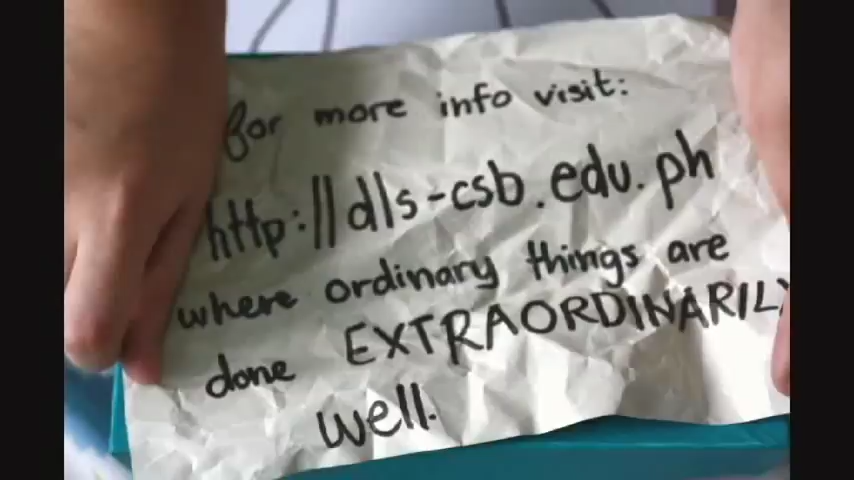 for more info visit:
http://dls-csb.edu.ph
where ordinary things are
done EXTRAORDINARILY
well.